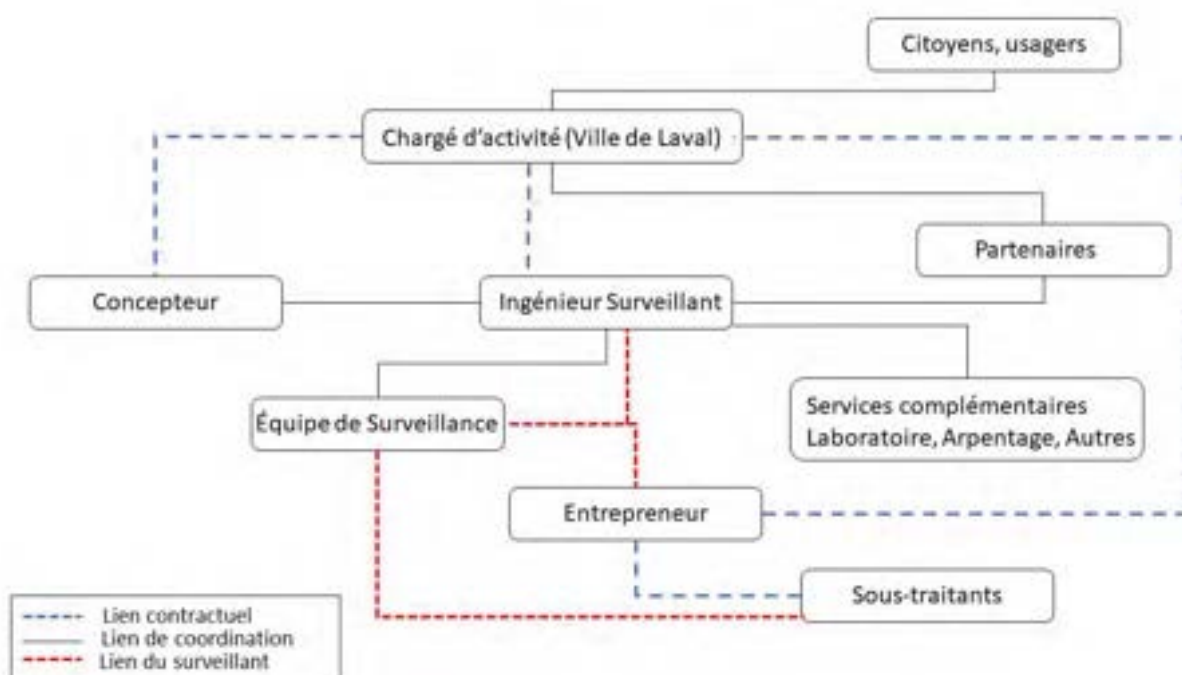 Citoyens, usagers
Chargé d'activité (Ville de Laval)
Partenaires
Concepteur
Ingénieur Surveillant
Équipe de Surveillance
Services complémentaires
Laboratoire, Arpentage, Autres
Entrepreneur
Sous-traitants
Lien contractuel
Lien de coordination
Lien du surveillant